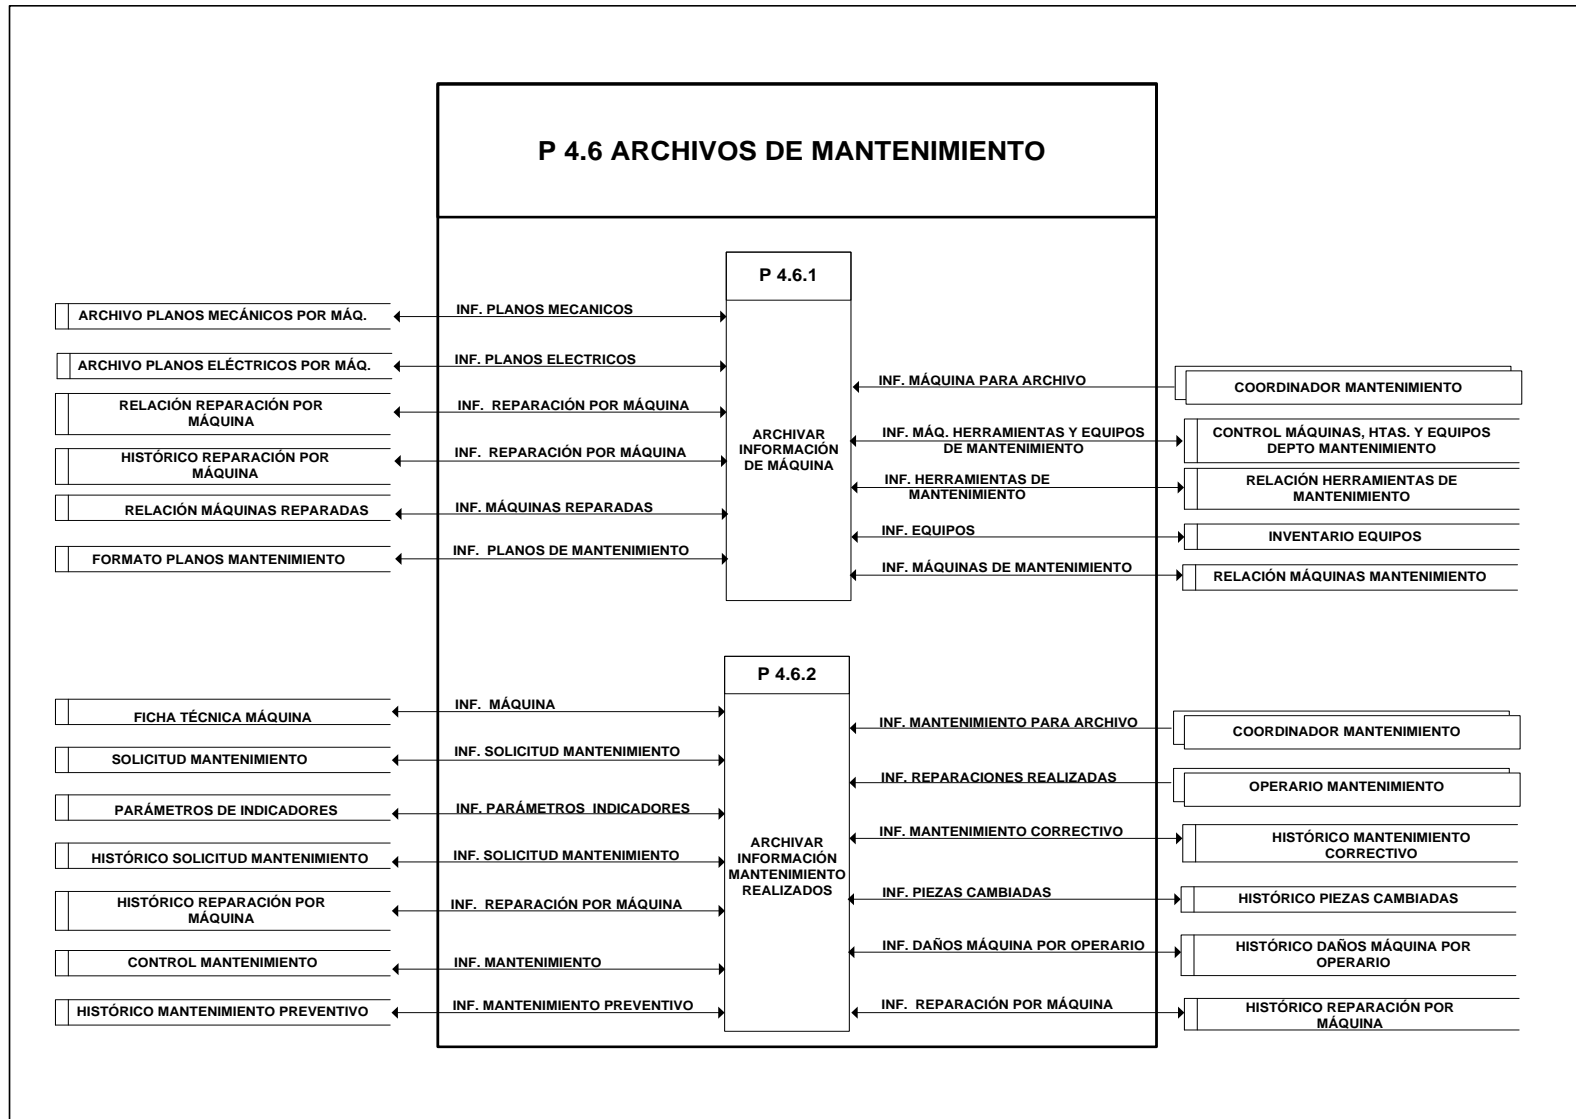 P 4.6 ARCHIVOS DE MANTENIMIENTO
P 4.6.1
ARCHIVAR
INFORMACIÓN
DE MÁQUINA
ARCHIVO PLANOS MECÁNICOS POR MÁQ.
INF. PLANOS MECANICOS
ARCHIVO PLANOS ELÉCTRICOS POR MÁQ.
INF. PLANOS ELECTRICOS
RELACIÓN REPARACIÓN POR
MÁQUINA
INF. REPARACIÓN POR MÁQUINA
HISTÓRICO REPARACIÓN POR
MÁQUINA
INF. REPARACIÓN POR MÁQUINA
RELACIÓN MÁQUINAS REPARADAS
INF. MÁQUINAS REPARADAS
FORMATO PLANOS MANTENIMIENTO
INF. PLANOS DE MANTENIMIENTO
INF. MÁQUINA PARA ARCHIVO
COORDINADOR MANTENIMIENTO
INF. MÁQ. HERRAMIENTAS Y EQUIPOS
DE MANTENIMIENTO
CONTROL MÁQUINAS, HTAS. Y EQUIPOS
DEPTO MANTENIMIENTO
INF. HERRAMIENTAS DE
MANTENIMIENTO
RELACIÓN HERRAMIENTAS DE
MANTENIMIENTO
INF. EQUIPOS
INVENTARIO EQUIPOS
INF. MÁQUINAS DE MANTENIMIENTO
RELACIÓN MÁQUINAS MANTENIMIENTO
P 4.6.2
ARCHIVAR
INFORMACIÓN
MANTENIMIENTO
REALIZADOS
FICHA TÉCNICA MÁQUINA
INF. MÁQUINA
SOLICITUD MANTENIMIENTO
INF. SOLICITUD MANTENIMIENTO
PARÁMETROS DE INDICADORES
INF. PARÁMETROS INDICADORES
HISTÓRICO SOLICITUD MANTENIMIENTO
INF. SOLICITUD MANTENIMIENTO
HISTÓRICO REPARACIÓN POR
MÁQUINA
INF. REPARACIÓN POR MÁQUINA
CONTROL MANTENIMIENTO
INF. MANTENIMIENTO
HISTÓRICO MANTENIMIENTO PREVENTIVO
INF. MANTENIMIENTO PREVENTIVO
INF. MANTENIMIENTO PARA ARCHIVO
COORDINADOR MANTENIMIENTO
INF. REPARACIONES REALIZADAS
OPERARIO MANTENIMIENTO
INF. MANTENIMIENTO CORRECTIVO
HISTÓRICO MANTENIMIENTO
CORRECTIVO
INF. PIEZAS CAMBIADAS
HISTÓRICO PIEZAS CAMBIADAS
INF. DAÑOS MÁQUINA POR OPERARIO
HISTÓRICO DAÑOS MÁQUINA POR
OPERARIO
INF. REPARACIÓN POR MÁQUINA
HISTÓRICO REPARACIÓN POR
MÁQUINA